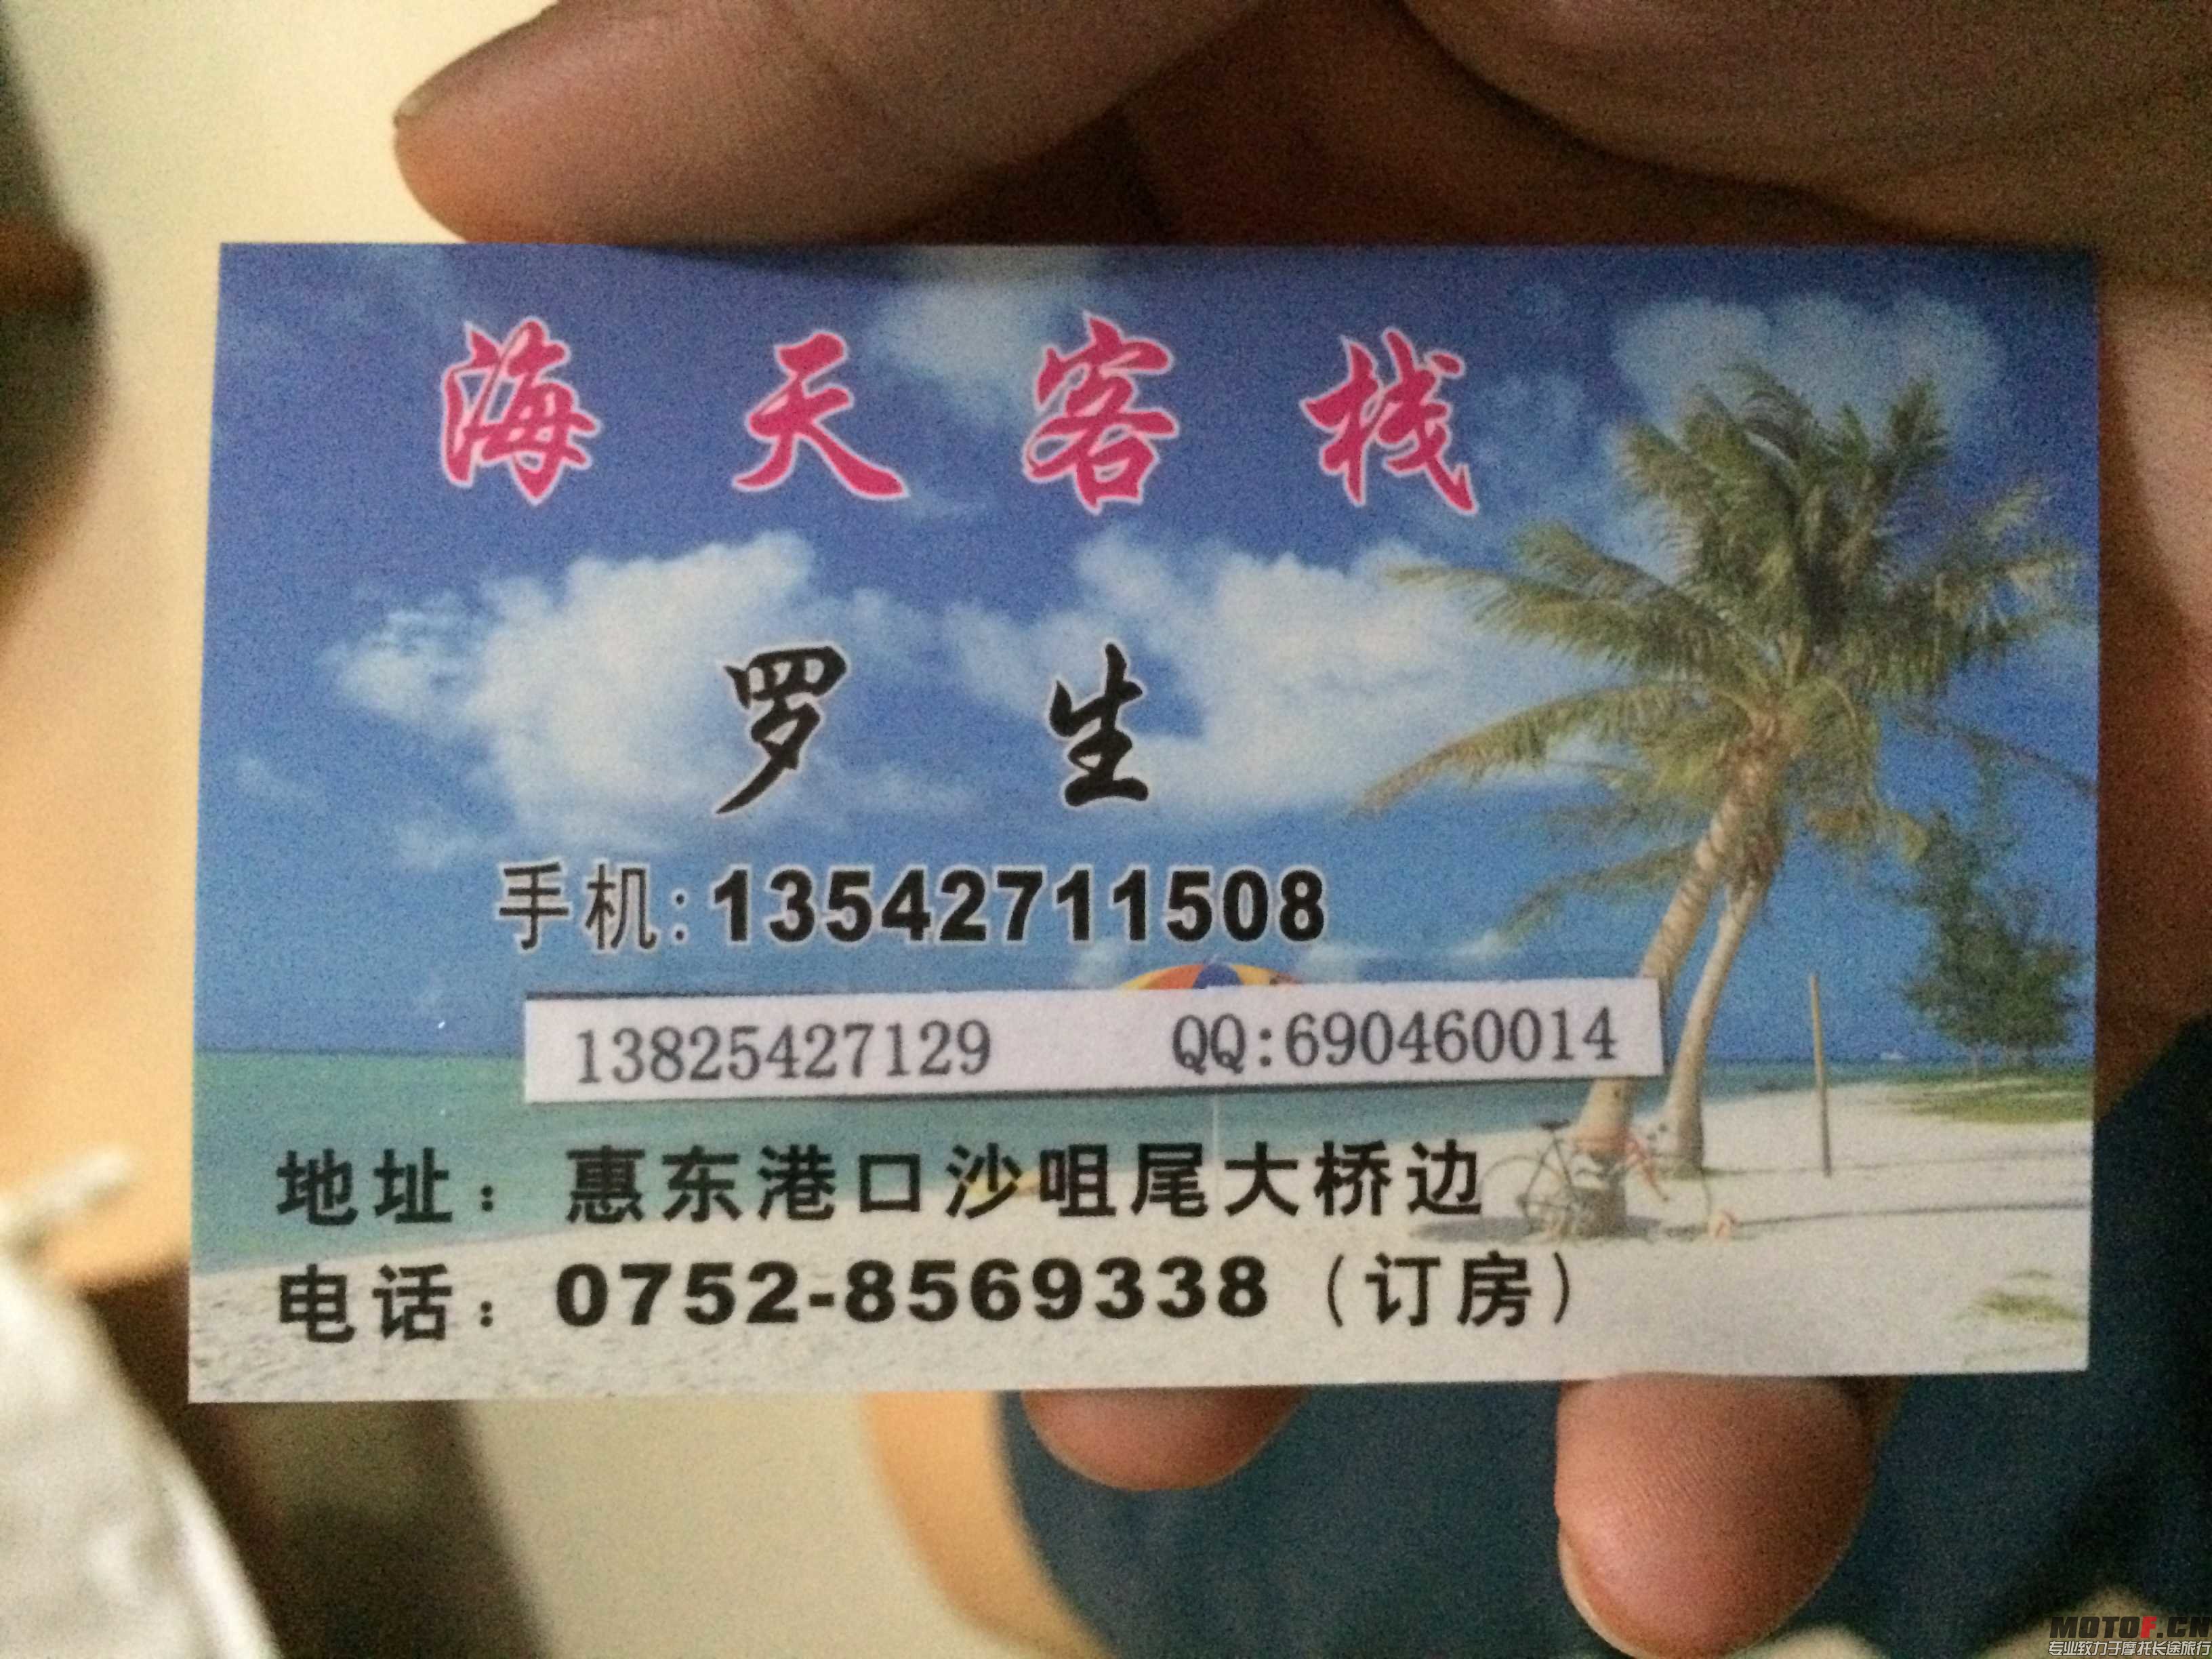 海天客栈
罗生
手机:13542711508
13825427129 QQ:690460014
地址：惠东港口沙咀尾大桥边
电话：0752-8569338（订房）
MOTOF.CN
专业致力于摩托长途旅行